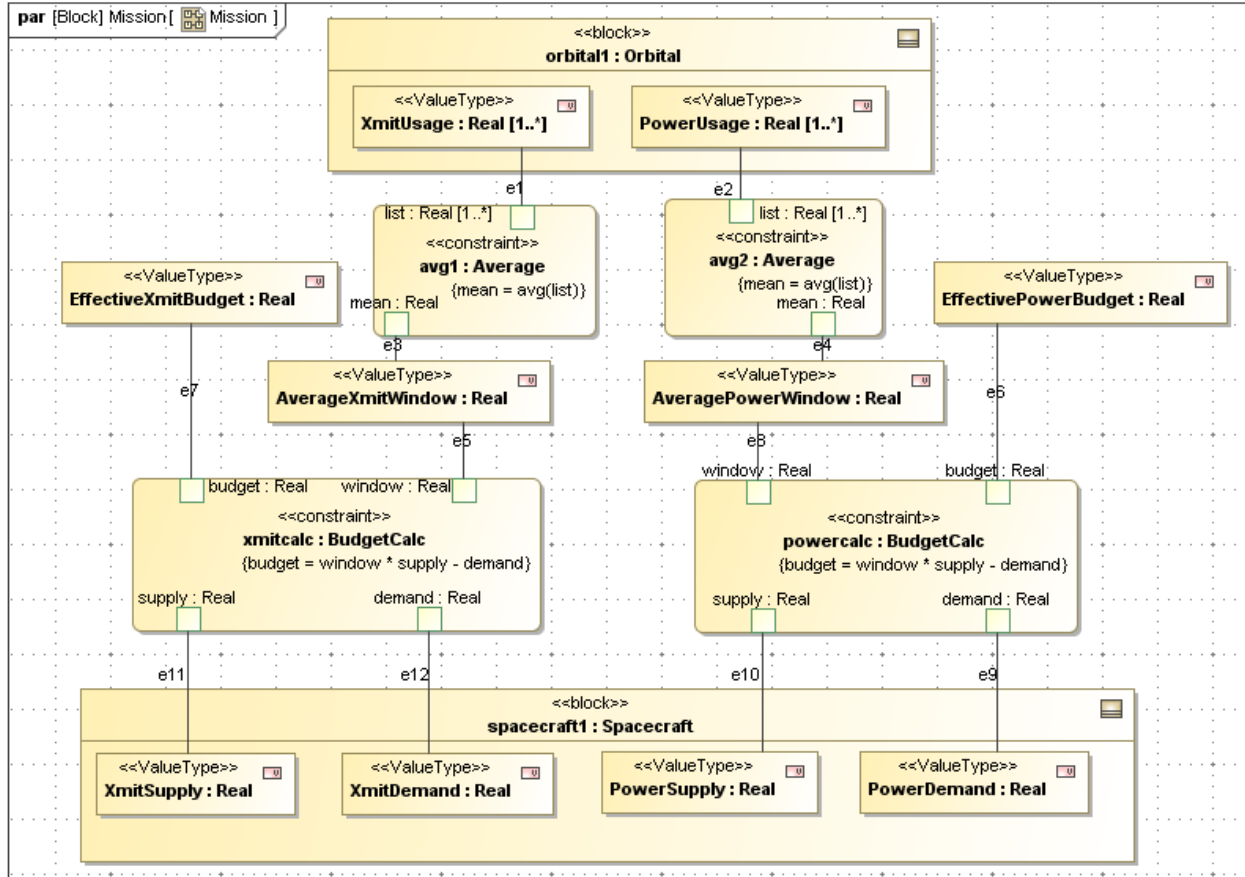 par [Block] Mission[ Mission ]
<<block>>
orbital1 : Orbital
<<ValueType>>
XmitUsage : Real [1..*]
<<ValueType>>
PowerUsage : Real [1..*]
e1
e2
list : Real [1..*]
<<constraint>>
avg1 : Average
{mean = avg(list)}
mean : Real
list : Real [1..*]
<<constraint>>
avg2 : Average
{mean = avg(list)}
mean : Real
<<ValueType>>
EffectiveXmitBudget : Real
<<ValueType>>
EffectivePowerBudget : Real
e3
e4
<<ValueType>>
AverageXmitWindow : Real
<<ValueType>>
AveragePowerWindow : Real
e7
e5
e8
e6
budget : Real
window : Real
<<constraint>>
xmitcalc : BudgetCalc
{budget = window * supply - demand}
supply : Real
demand : Real
window : Real
budget : Real
<<constraint>>
powercalc : BudgetCalc
{budget = window * supply - demand}
supply : Real
demand : Real
e11
e12
e10
e9
<<block>>
spacecraft1 : Spacecraft
<<ValueType>>
XmitSupply : Real
<<ValueType>>
XmitDemand : Real
<<ValueType>>
PowerSupply : Real
<<ValueType>>
PowerDemand : Real